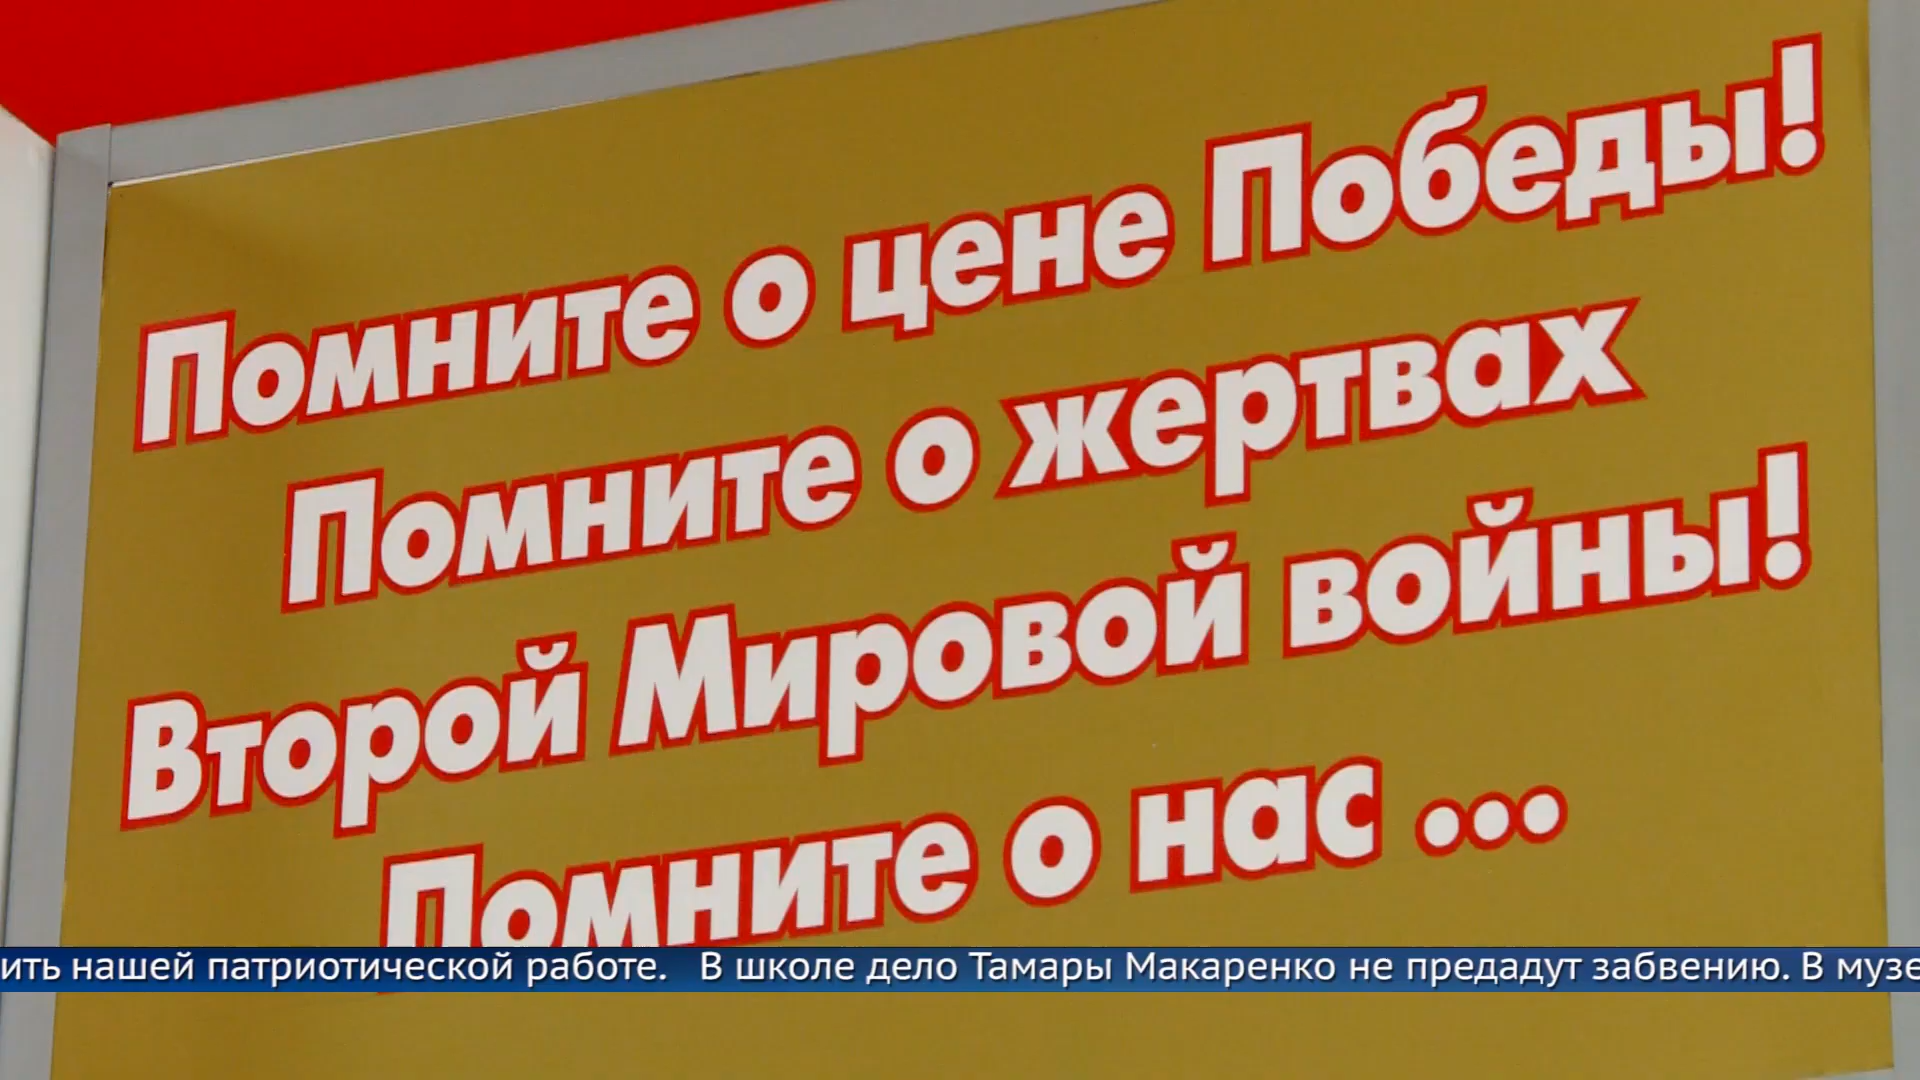 Помните о цене Победы!
Помните о жертвах
Второй Мировой войны!
Помните о нас ...
ить нашей патриотической работе. В школе дело Тамары Макаренко не предадут забвению. В музе